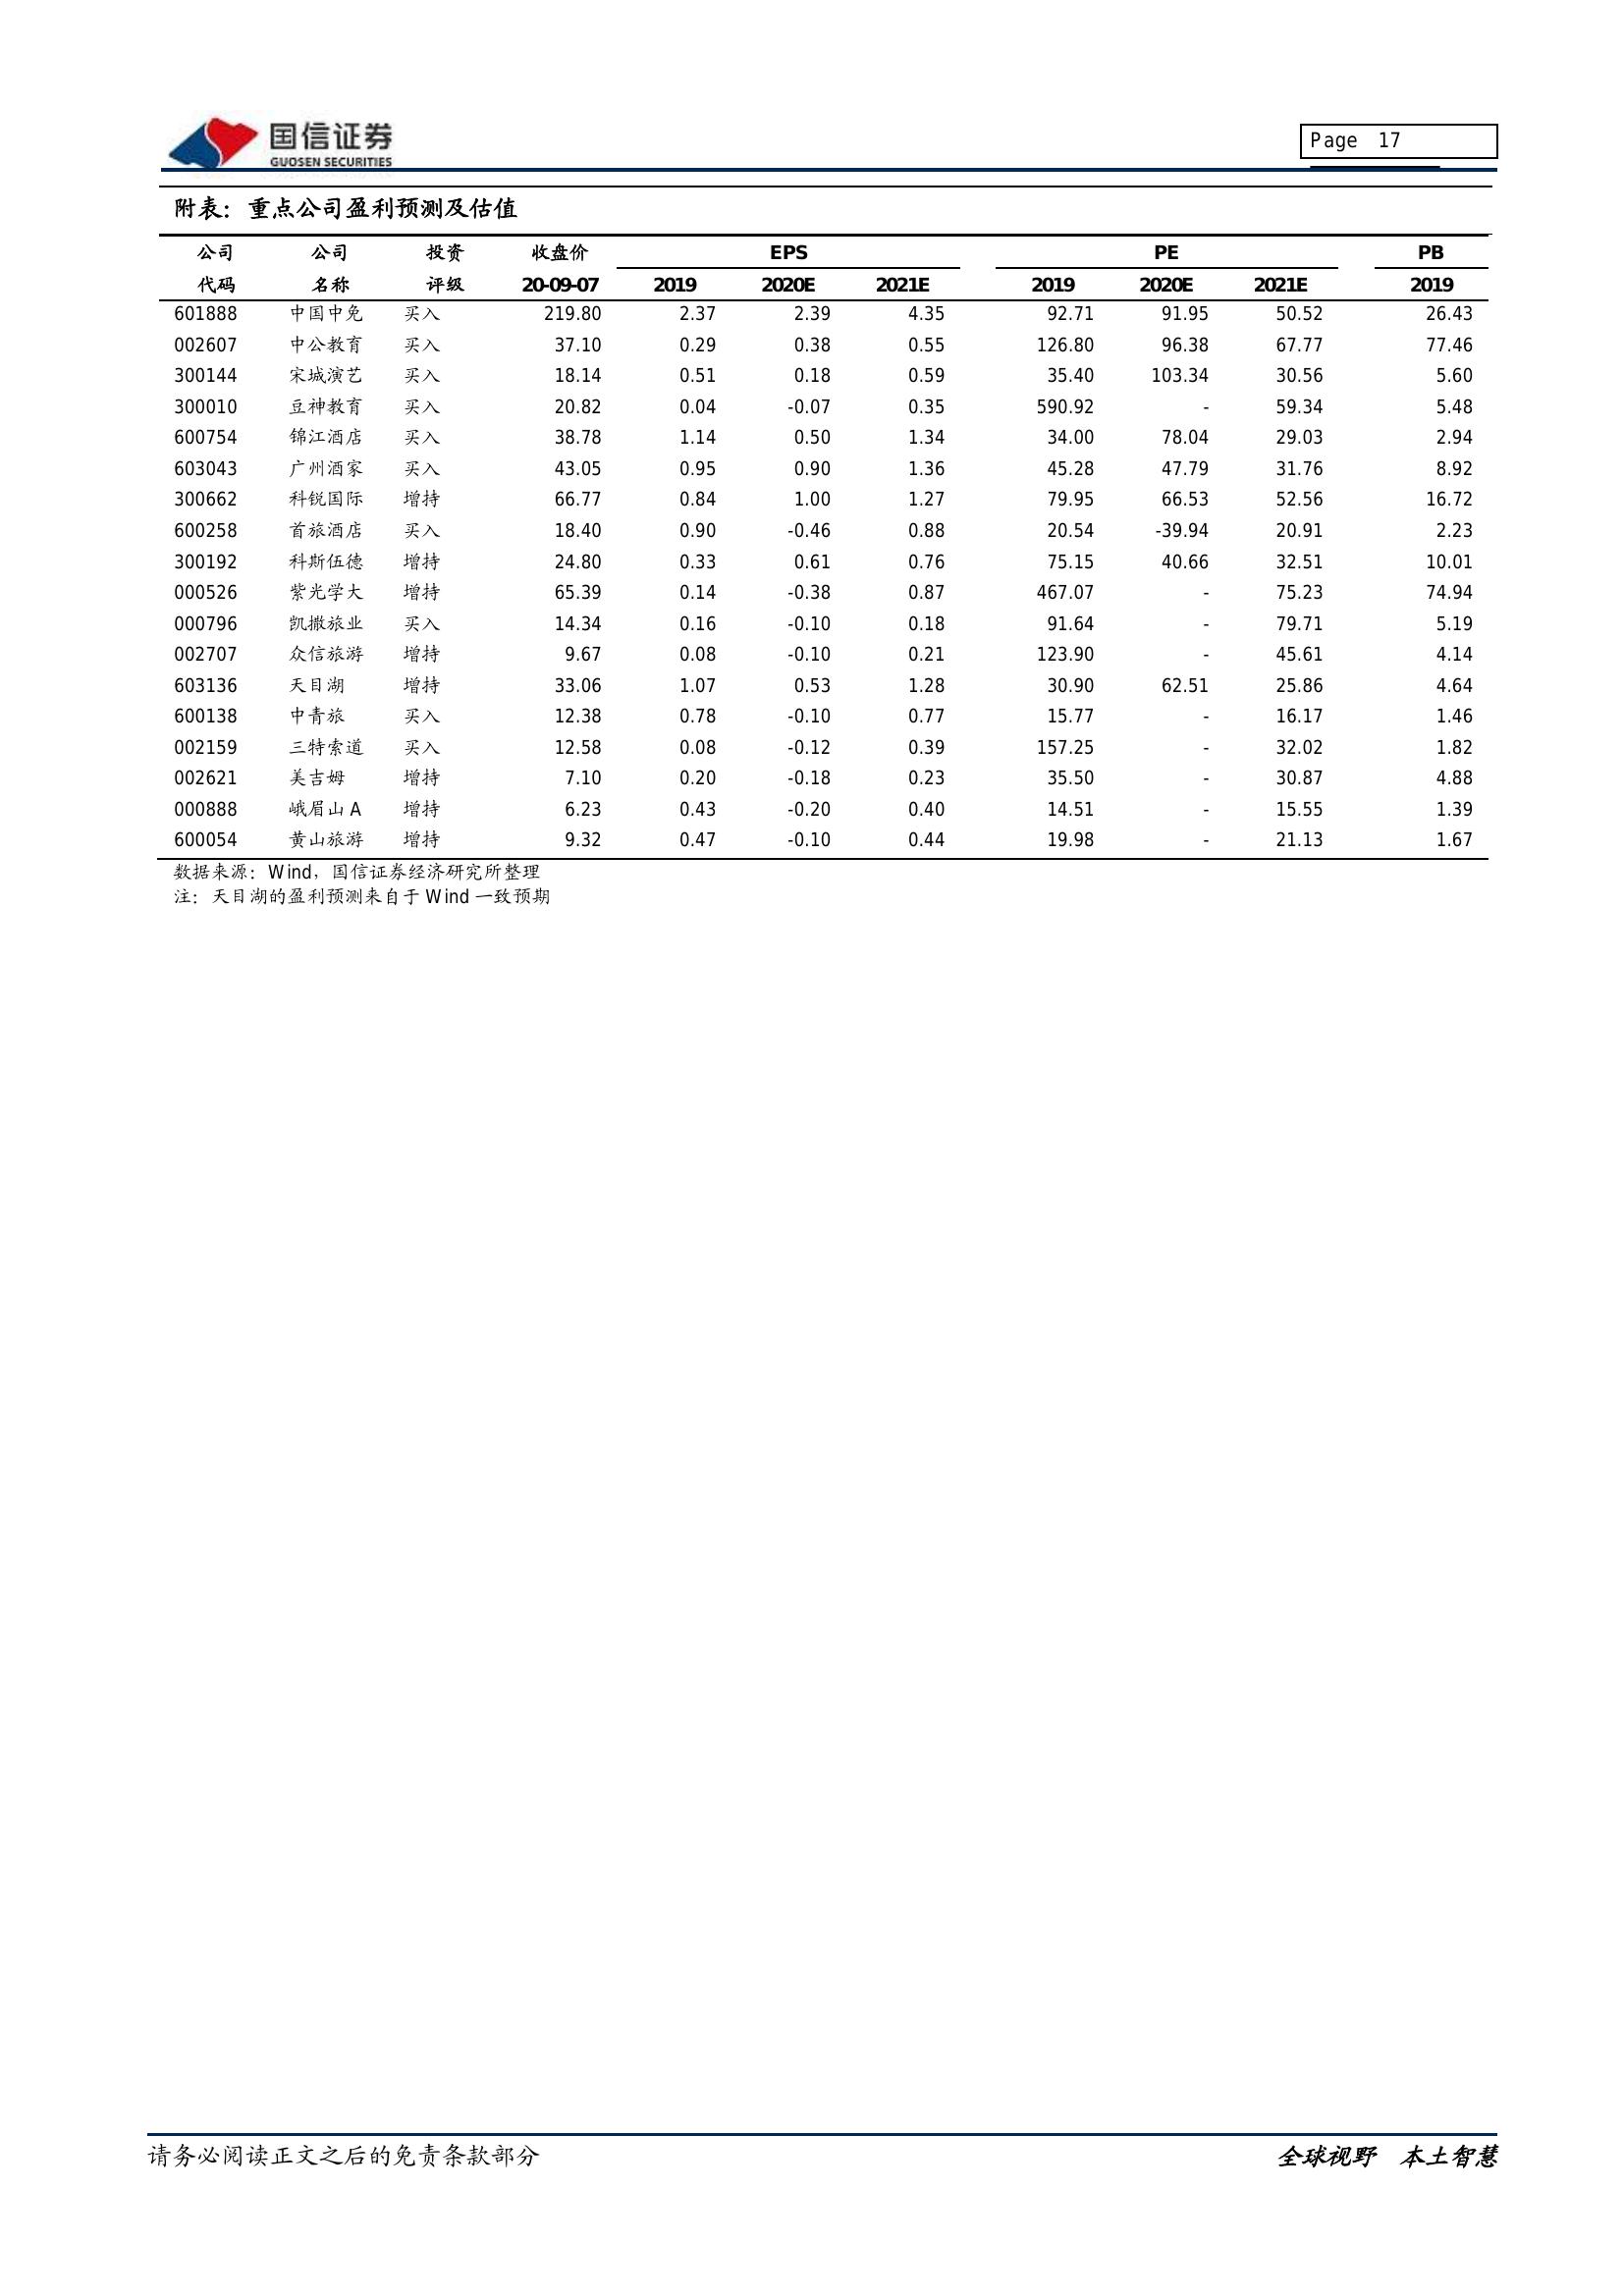 国信证券
GUOSEN SECURITIES
Page 17
附表：重点公司盈利预测及估值
公司 公司 投资 收盘价 EPS PE PB
代码 名称 评级 20-09-07 2019 2020E 2021E 2019 2020E 2021E 2019
601888 中国中免 买入 219.80 2.37 2.39 4.35 92.71 91.95 50.52 26.43
002607 中公教育 买入 37.10 0.29 0.38 0.55 126.80 96.38 67.77 77.46
300144 宋城演艺 买入 18.14 0.51 0.18 0.59 35.40 103.34 30.56 5.60
300010 豆神教育 买入 20.82 0.04 -0.07 0.35 590.92 - 59.34 5.48
600754 锦江酒店 买入 38.78 1.14 0.50 1.34 34.00 78.04 29.03 2.94
603043 广州酒家 买入 43.05 0.95 0.90 1.36 45.28 47.79 31.76 8.92
300662 科锐国际 增持 66.77 0.84 1.00 1.27 79.95 66.53 52.56 16.72
600258 首旅酒店 买入 18.40 0.90 -0.46 0.88 20.54 -39.94 20.91 2.23
300192 科斯伍德 增持 24.80 0.33 0.61 0.76 75.15 40.66 32.51 10.01
000526 紫光学大 增持 65.39 0.14 -0.38 0.87 467.07 - 75.23 74.94
000796 凯撒旅业 买入 14.34 0.16 -0.10 0.18 91.64 - 79.71 5.19
002707 众信旅游 增持 9.67 0.08 -0.10 0.21 123.90 - 45.61 4.14
603136 天目湖 增持 33.06 1.07 0.53 1.28 30.90 62.51 25.86 4.64
600138 中青旅 买入 12.38 0.78 -0.10 0.77 15.77 - 16.17 1.46
002159 三特索道 买入 12.58 0.08 -0.12 0.39 157.25 - 32.02 1.82
002621 美吉姆 增持 7.10 0.20 -0.18 0.23 35.50 - 30.87 4.88
000888 峨眉山 A 增持 6.23 0.43 -0.20 0.40 14.51 - 15.55 1.39
600054 黄山旅游 增持 9.32 0.47 -0.10 0.44 19.98 - 21.13 1.67
数据来源：Wind，国信证券经济研究所整理
注：天目湖的盈利预测来自于 Wind 一致预期
请务必阅读正文之后的免责条款部分 全球视野 本土智慧